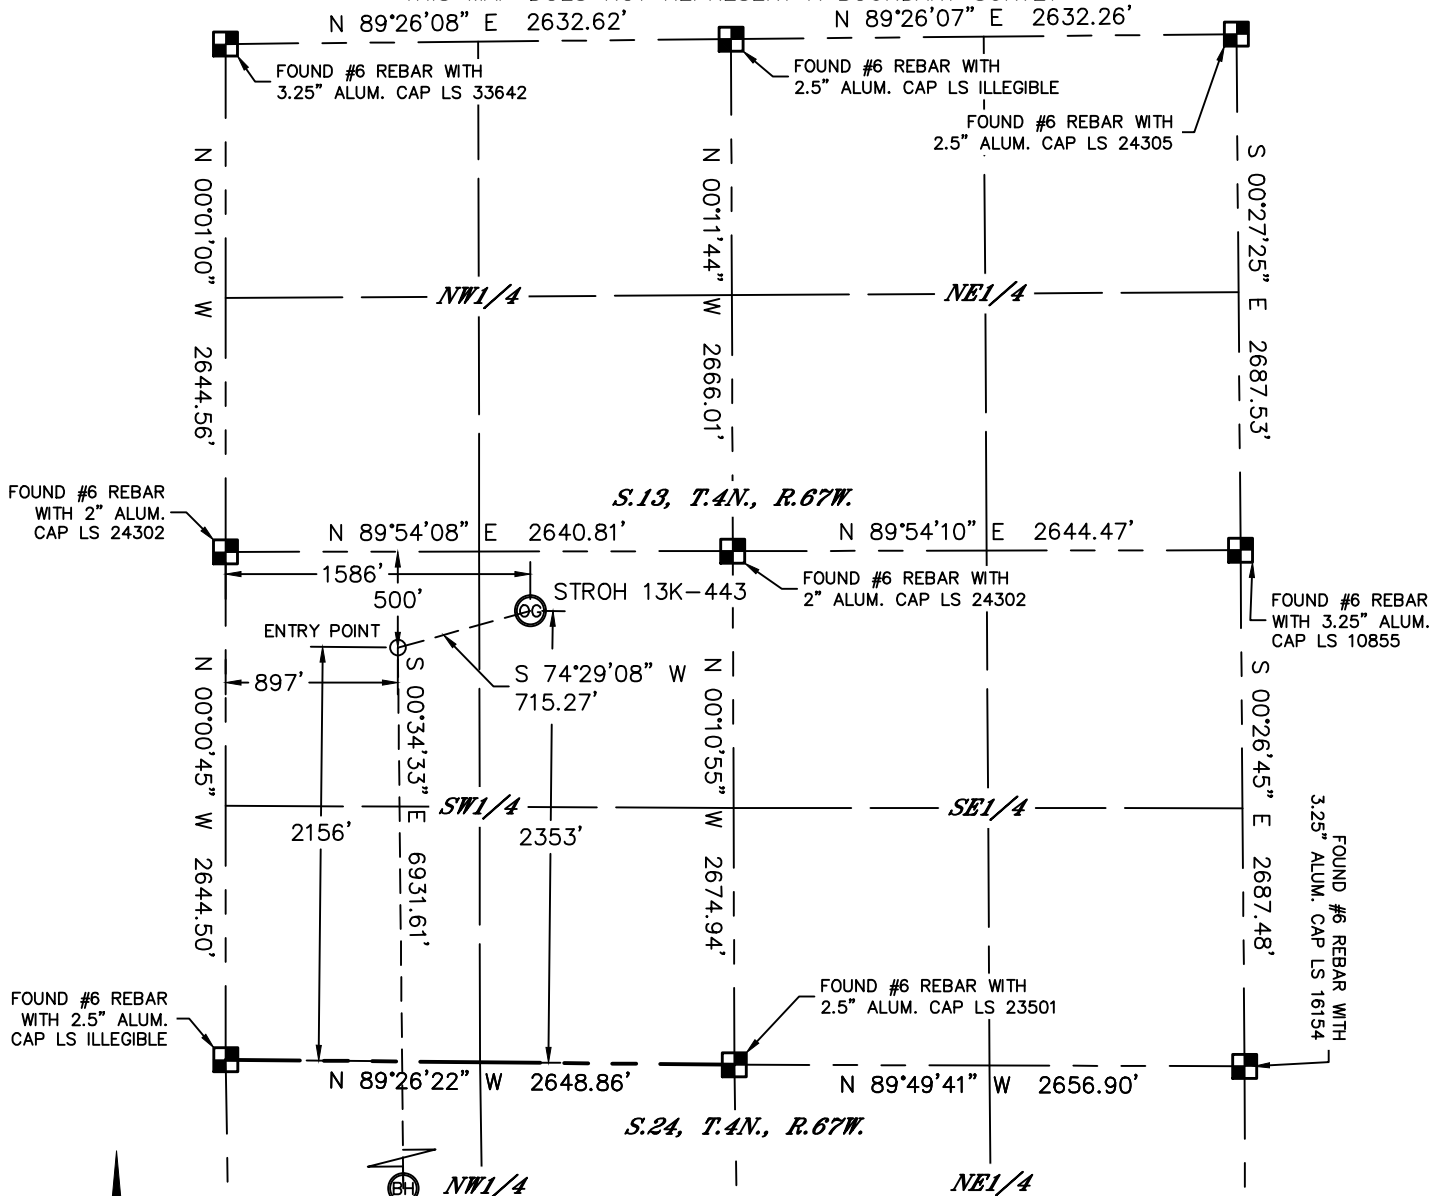 N 89°26'08" E 2632.62'
N 89°26'07" E 2632.26'
FOUND #6 REBAR WITH
3.25" ALUM. CAP LS 33642
FOUND #6 REBAR WITH
2.5" ALUM. CAP LS ILLEGIBLE
FOUND #6 REBAR WITH
2.5" ALUM. CAP LS 24305
N 00°01'00" W 2644.56'
N 00°11'44" W 2666.01'
S 00°27'25" E 2687.53'
NW1/4
NE1/4
S.13, T.4N., R.67W.
FOUND #6 REBAR
WITH 2" ALUM.
CAP LS 24302
N 89°54'08" E 2640.81'
N 89°54'10" E 2644.47'
1586'
500'
STROH 13K-443
OG
FOUND #6 REBAR WITH
2" ALUM. CAP LS 24302
FOUND #6 REBAR
WITH 3.25" ALUM.
CAP LS 10855
ENTRY POINT
897'
S 74°29'08" W
715.27'
N 00°00'45" W 2644.50'
S 00°34'33" E 6931.61'
N 00°10'55" W 2674.94'
S 00°26'45" E 2687.48'
SW1/4
SE1/4
2156'
2353'
FOUND #6 REBAR WITH
3.25" ALUM. CAP LS 16154
FOUND #6 REBAR
WITH 2.5" ALUM.
CAP LS ILLEGIBLE
FOUND #6 REBAR WITH
2.5" ALUM. CAP LS 23501
N 89°26'22" W 2648.86'
N 89°49'41" W 2656.90'
S.24, T.4N., R.67W.
BH
NW1/4
NE1/4